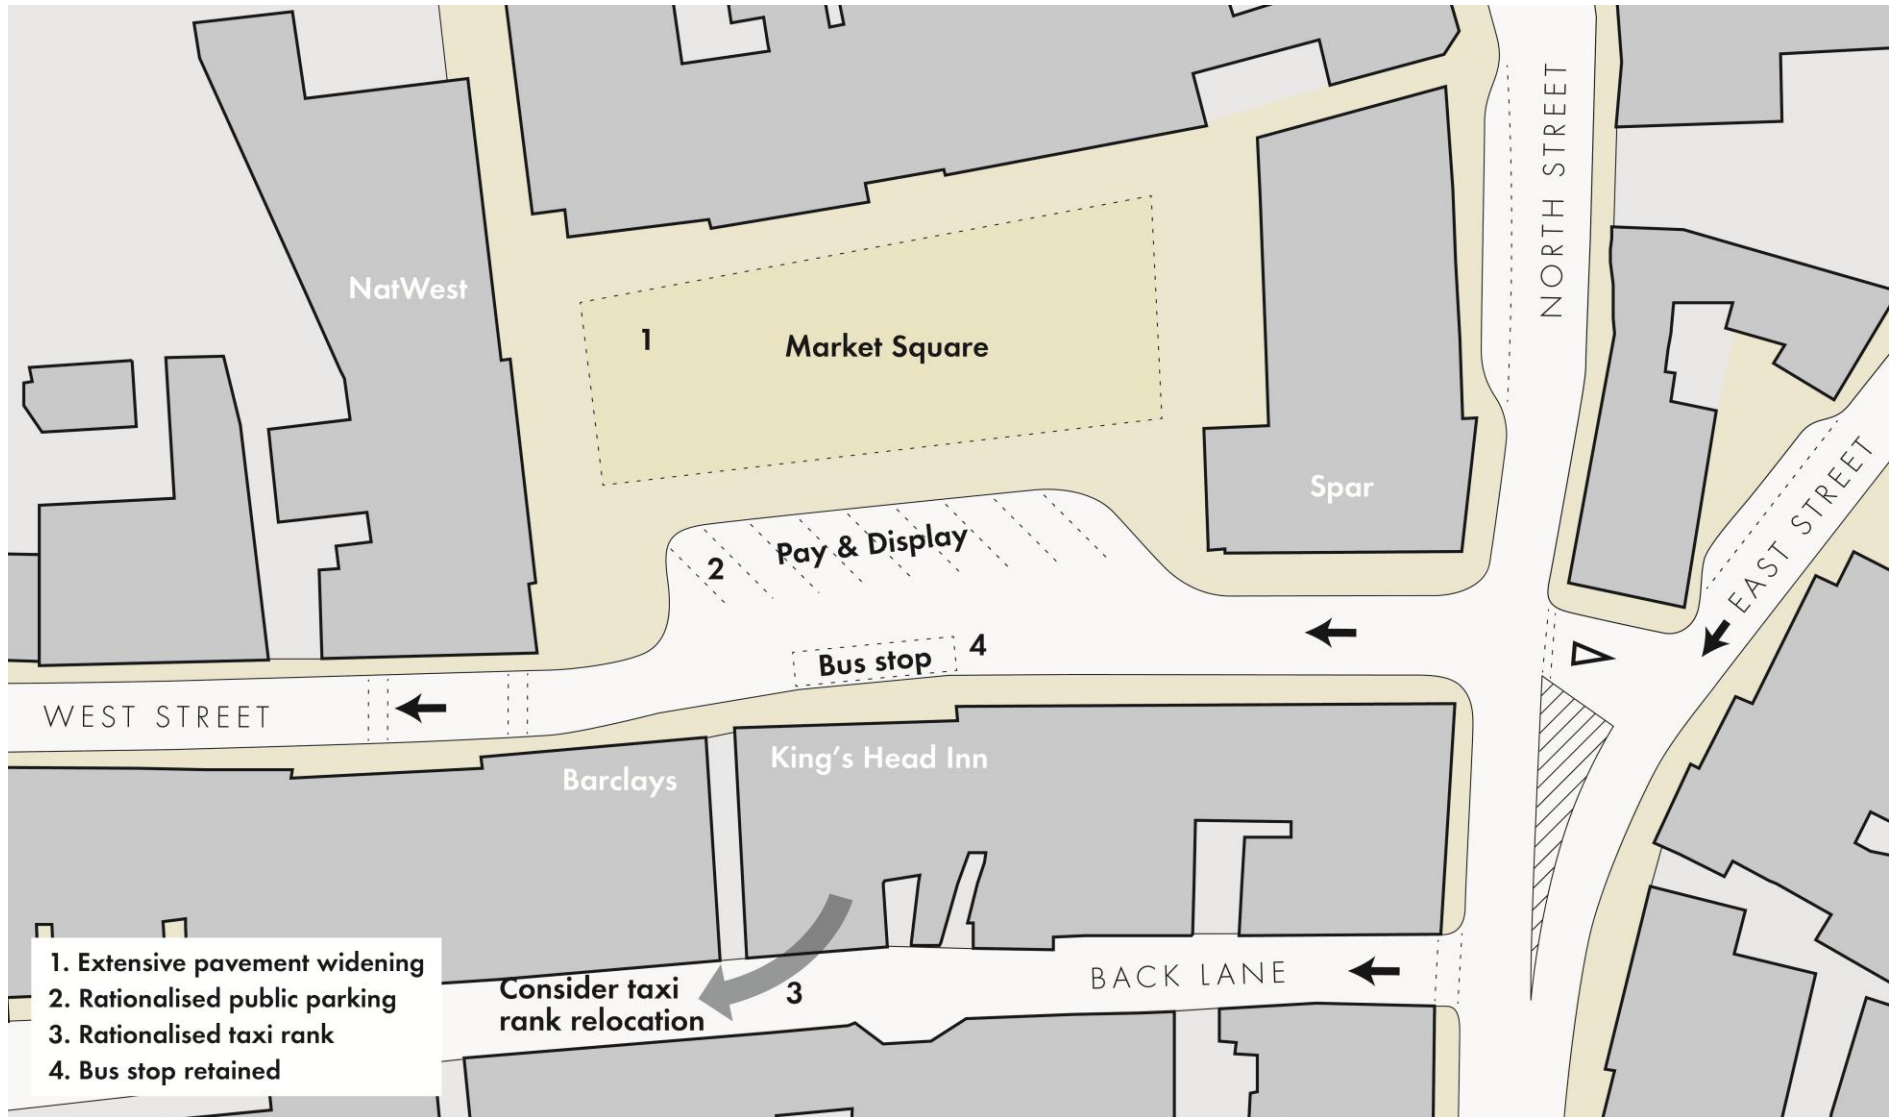 NORTH STREET
NatWest
1
Market Square
Spar
EAST STREET
2
Pay & Display
4
Bus stop
WEST STREET
Barclays
King's Head Inn
BACK LANE
Consider taxi
rank relocation
3
1. Extensive pavement widening
2. Rationalised public parking
3. Rationalised taxi rank
4. Bus stop retained